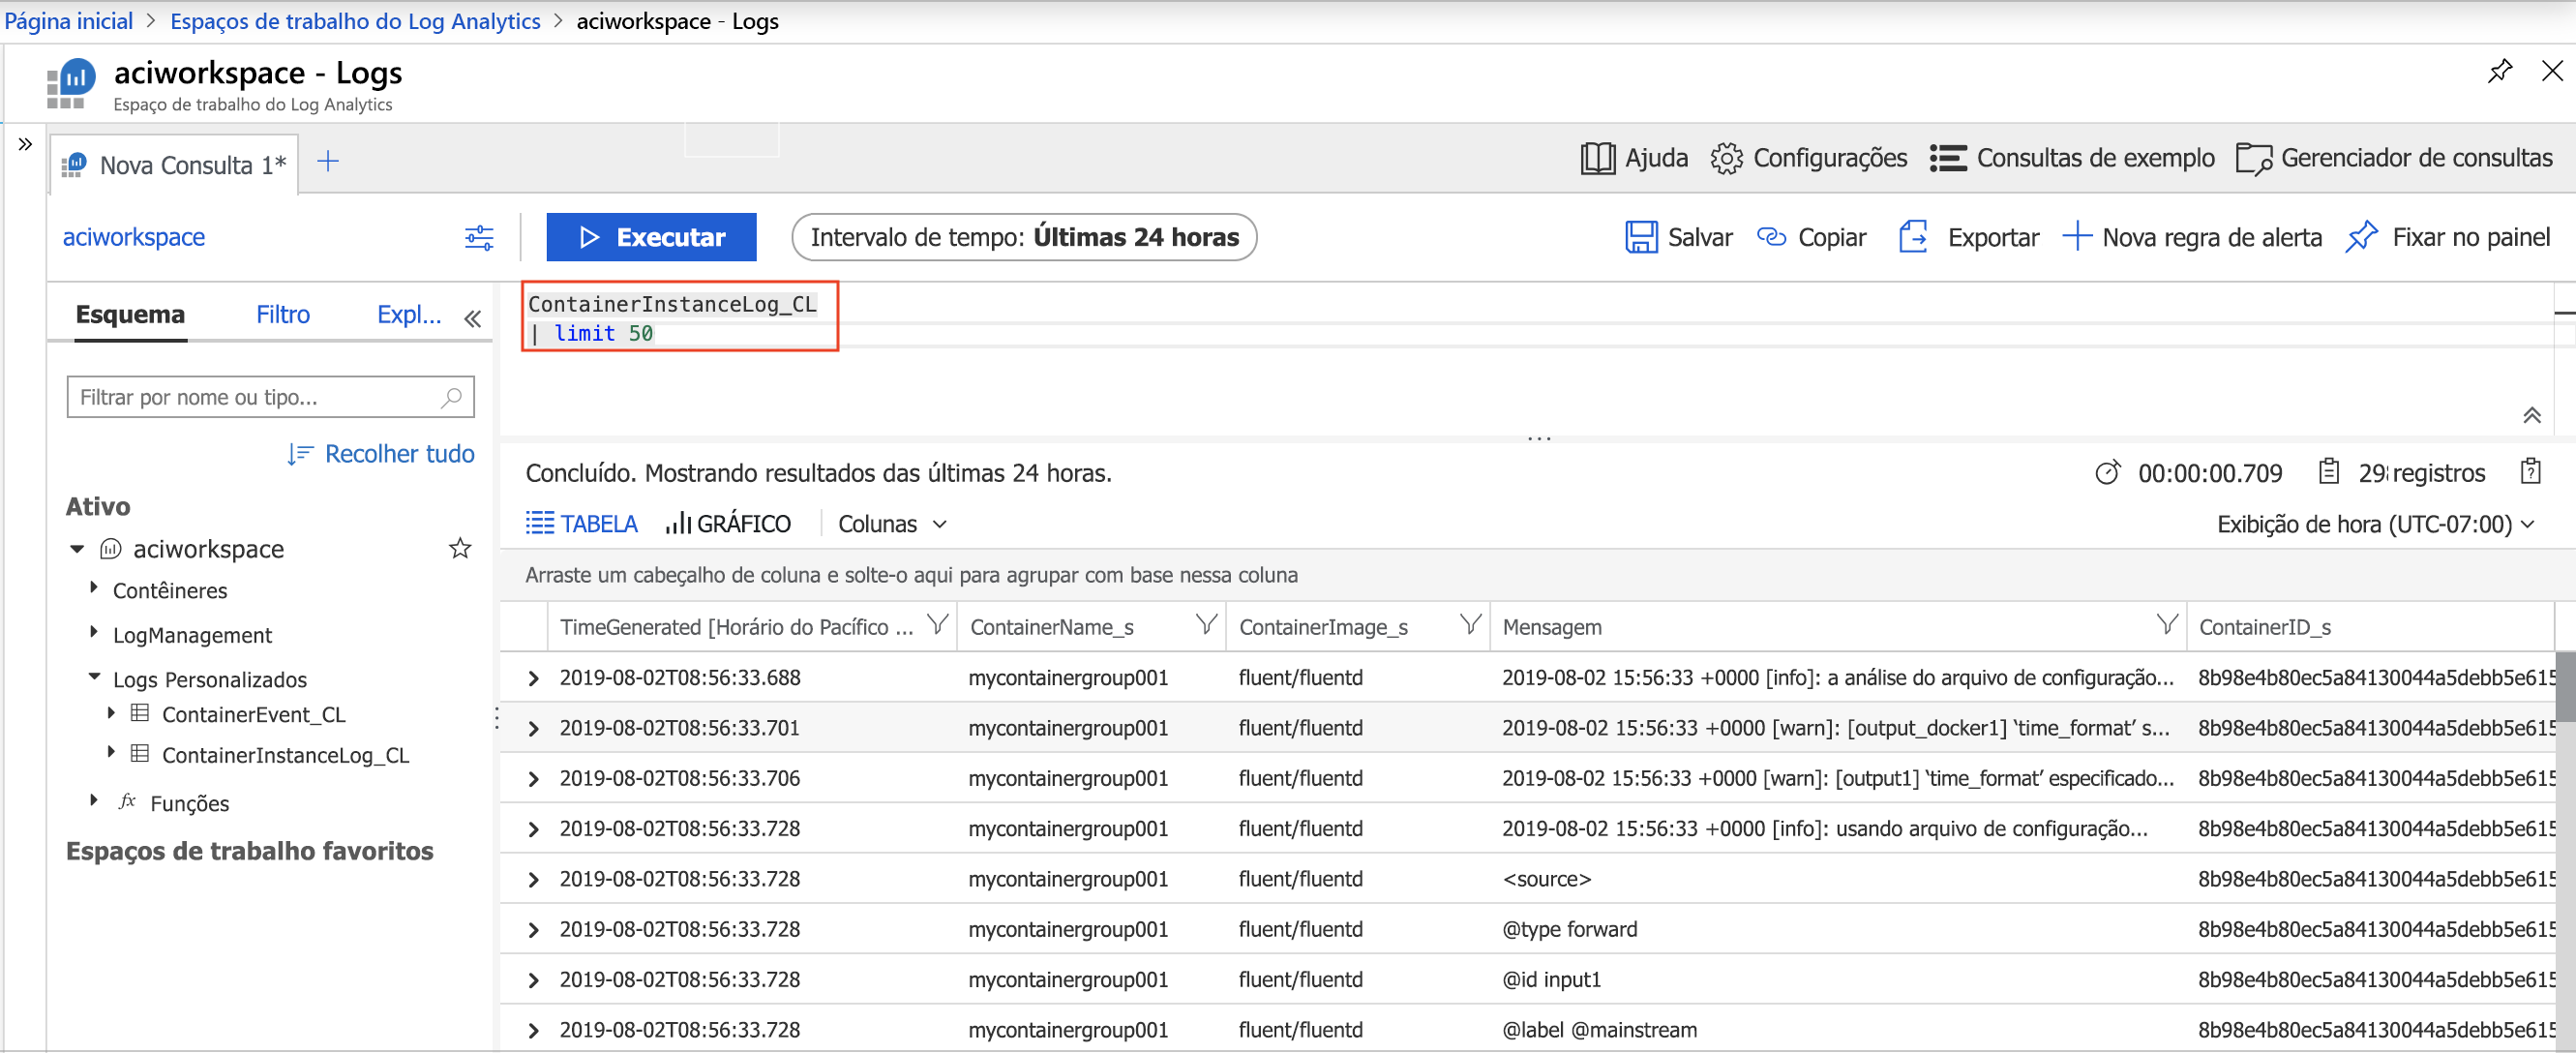 Página inicial > Espaços de trabalho do Log Analytics > aciworkspace - Logs
aciworkspace - Logs
Espaço de trabalho do Log Analytics
Nova Consulta 1*
Ajuda Configurações Consultas de exemplo Gerenciador de consultas
aciworkspace
Executar
Intervalo de tempo: Últimas 24 horas
Salvar Copiar Exportar Nova regra de alerta Fixar no painel
Esquema Filtro Expl...
Filtrar por nome ou tipo...
Recolher tudo
Ativo
aciworkspace
Contêineres
LogManagement
Logs Personalizados
ContainerEvent_CL
ContainerInstanceLog_CL
fx Funções
Espaços de trabalho favoritos
ContainerInstanceLog_CL
| limit 50
...
Concluído. Mostrando resultados das últimas 24 horas.
00:00:00.709 29 registros
TABELA GRÁFICO Colunas
Exibição de hora (UTC-07:00)
Arraste um cabeçalho de coluna e solte-o aqui para agrupar com base nessa coluna
TimeGenerated [Horário do Pacífico ... ContainerName_s ContainerImage_s Mensagem ContainerID_s
2019-08-02T08:56:33.688 mycontainergroup001 fluent/fluentd 2019-08-02 15:56:33 +0000 [info]: a análise do arquivo de configuração... 8b98e4b80ec5a84130044a5debb5e615
2019-08-02T08:56:33.701 mycontainergroup001 fluent/fluentd 2019-08-02 15:56:33 +0000 [warn]: [output_docker1] ‘time_format’ s... 8b98e4b80ec5a84130044a5debb5e615
2019-08-02T08:56:33.706 mycontainergroup001 fluent/fluentd 2019-08-02 15:56:33 +0000 [warn]: [output1] ‘time_format’ especificado... 8b98e4b80ec5a84130044a5debb5e615
2019-08-02T08:56:33.728 mycontainergroup001 fluent/fluentd 2019-08-02 15:56:33 +0000 [info]: usando arquivo de configuração... 8b98e4b80ec5a84130044a5debb5e615
2019-08-02T08:56:33.728 mycontainergroup001 fluent/fluentd <source> 8b98e4b80ec5a84130044a5debb5e615
2019-08-02T08:56:33.728 mycontainergroup001 fluent/fluentd @type forward 8b98e4b80ec5a84130044a5debb5e615
2019-08-02T08:56:33.728 mycontainergroup001 fluent/fluentd @id input1 8b98e4b80ec5a84130044a5debb5e615
2019-08-02T08:56:33.728 mycontainergroup001 fluent/fluentd @label @mainstream 8b98e4b80ec5a84130044a5debb5e615